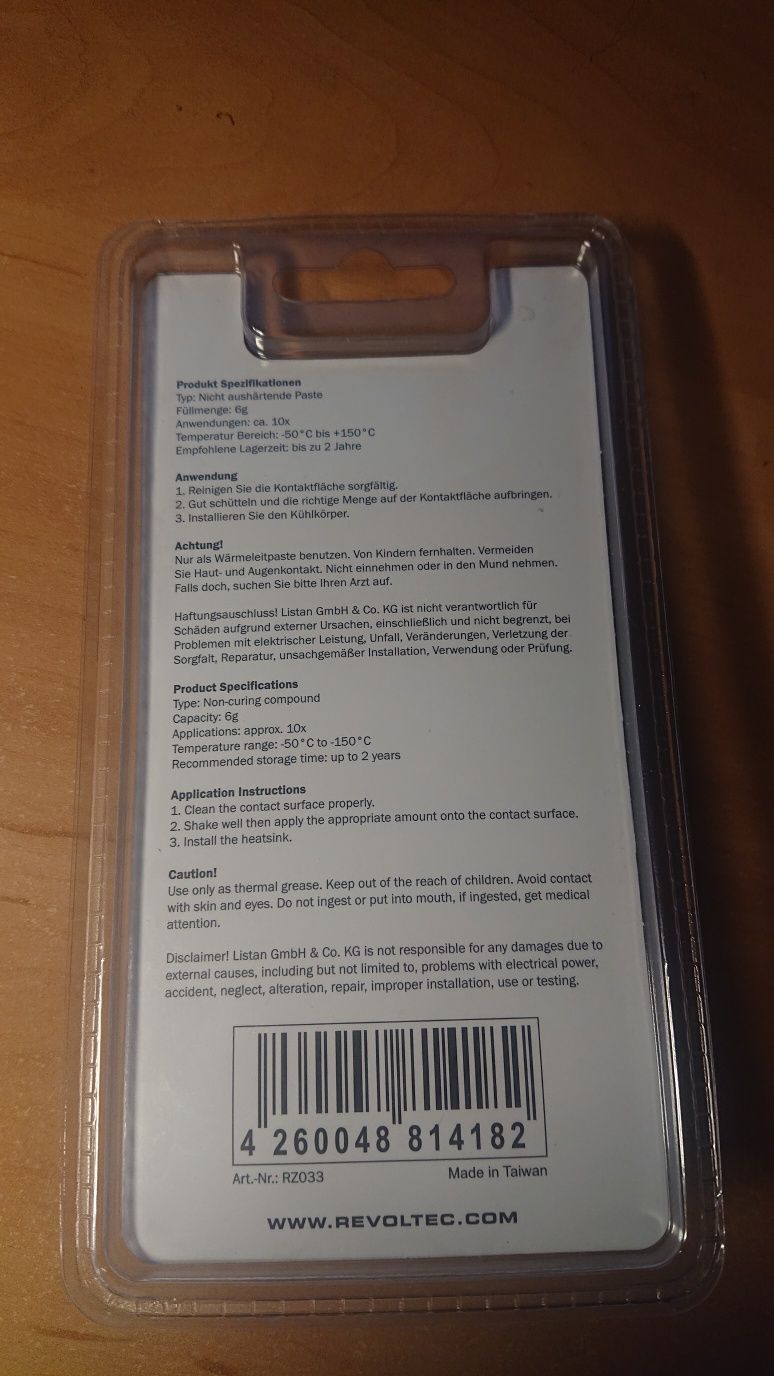 Produkt Spezifikationen
Typ: Nicht aushärtende Paste
Füllmenge: 6g
Anwendungen: ca. 10x
Temperatur Bereich: -50°C bis +150°C
Empfohlene Lagerzeit: bis zu 2 Jahre
Anwendung
1. Reinigen Sie die Kontaktfläche sorgfältig.
2. Gut schütteln und die richtige Menge auf der Kontaktfläche aufbringen.
3. Installieren Sie den Kühlkörper.
Achtung!
Nur als Wärmeleitpaste benutzen. Von Kindern fernhalten. Vermeiden
Sie Haut- und Augenkontakt. Nicht einnehmen oder in den Mund nehmen.
Falls doch, suchen Sie bitte Ihren Arzt auf.
Haftungsauschluss! Listan GmbH & Co. KG ist nicht verantwortlich für
Schäden aufgrund externer Ursachen, einschließlich und nicht begrenzt, bei
Problemen mit elektrischer Leistung, Unfall, Veränderungen, Verletzung der
Sorgfalt, Reparatur, unsachgemäßer Installation, Verwendung oder Prüfung.
Product Specifications
Type: Non-curing compound
Capacity: 6g
Applications: approx. 10x
Temperature range: -50°C to -150°C
Recommended storage time: up to 2 years
Application Instructions
1. Clean the contact surface properly.
2. Shake well then apply the appropriate amount onto the contact surface.
3. Install the heatsink.
Caution!
Use only as thermal grease. Keep out of the reach of children. Avoid contact
with skin and eyes. Do not ingest or put into mouth, if ingested, get medical
attention.
Disclaimer! Listan GmbH & Co. KG is not responsible for any damages due to
external causes, including but not limited to, problems with electrical power,
accident, neglect, alteration, repair, improper installation, use or testing.
4 260048 814182
Art.-Nr.: RZ033 Made in Taiwan
WWW.REVOLTEC.COM